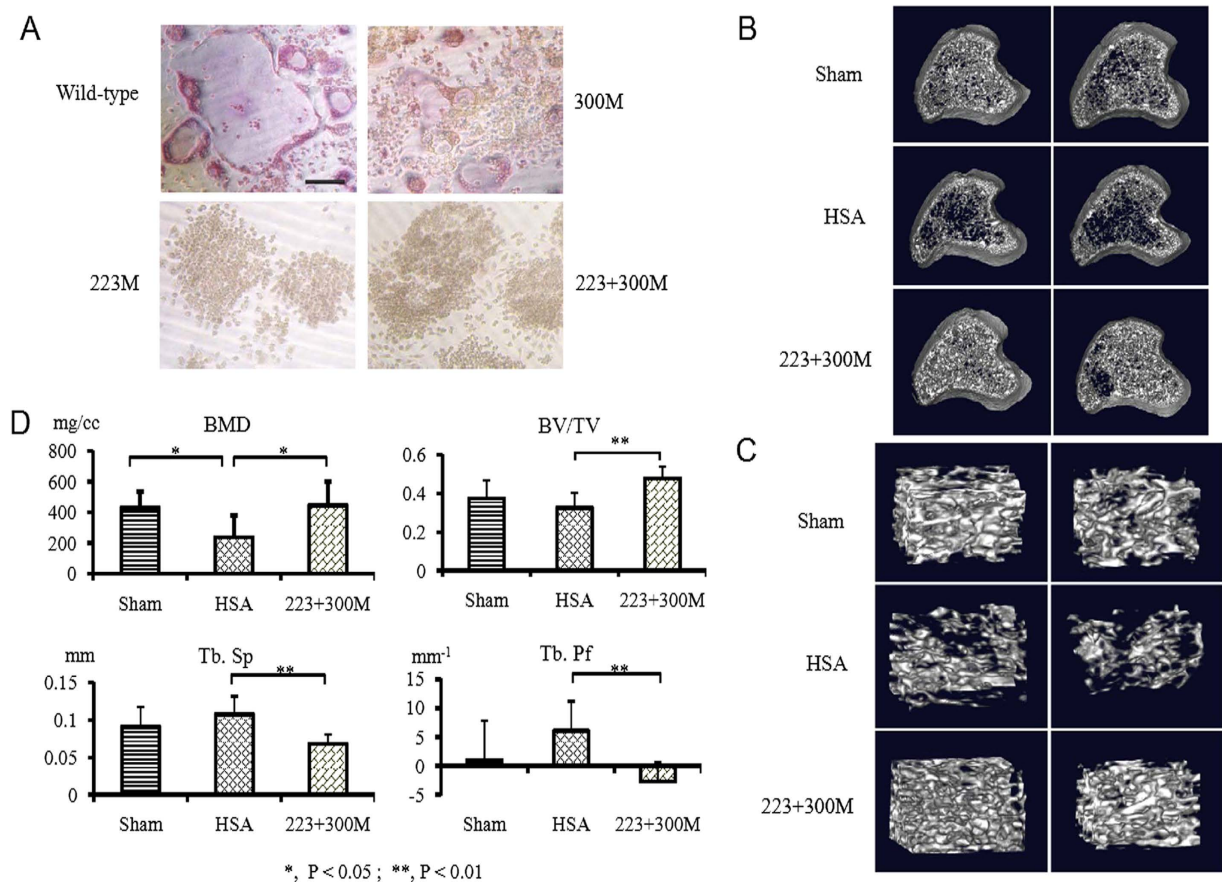 A
Wild-type
300M
223M
223+300M
B
Sham
HSA
223+300M
C
Sham
HSA
223+300M
D
mg/cc
BMD
800
600
400
200
0
* *
Sham HSA 223+300M
BV/TV
0.6
0.4
0.2
0
**
Sham HSA 223+300M
mm
Tb. Sp
0.15
0.1
0.05
0
**
Sham HSA 223+300M
mm-1
Tb. Pf
15
10
5
0
-5
**
Sham HSA 223+300M
*, P < 0.05 ; **, P < 0.01